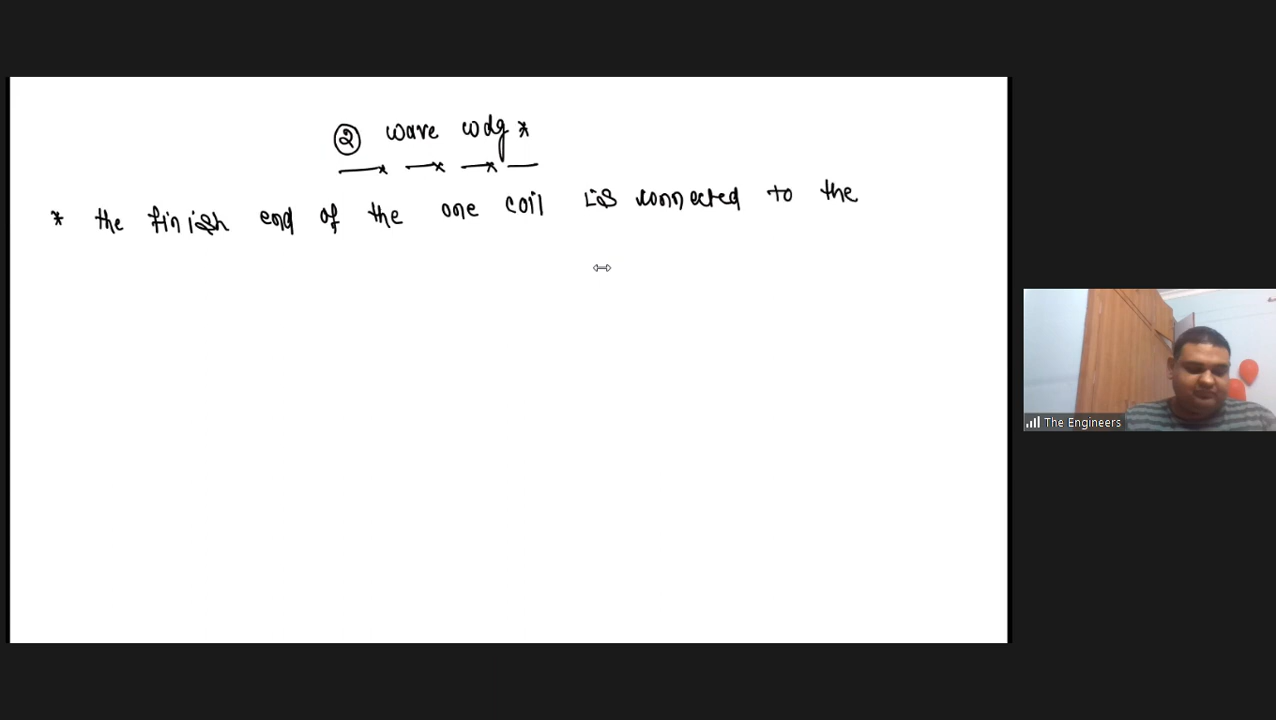 ② wave wdg *
* the finish end of the one coil is connected to the
The Engineers